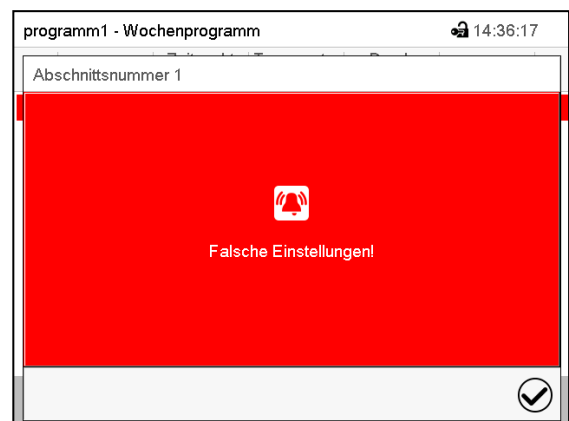 programm1 - Wochenprogramm 14:36:17
Abschnittsnummer 1
Falsche Einstellungen!